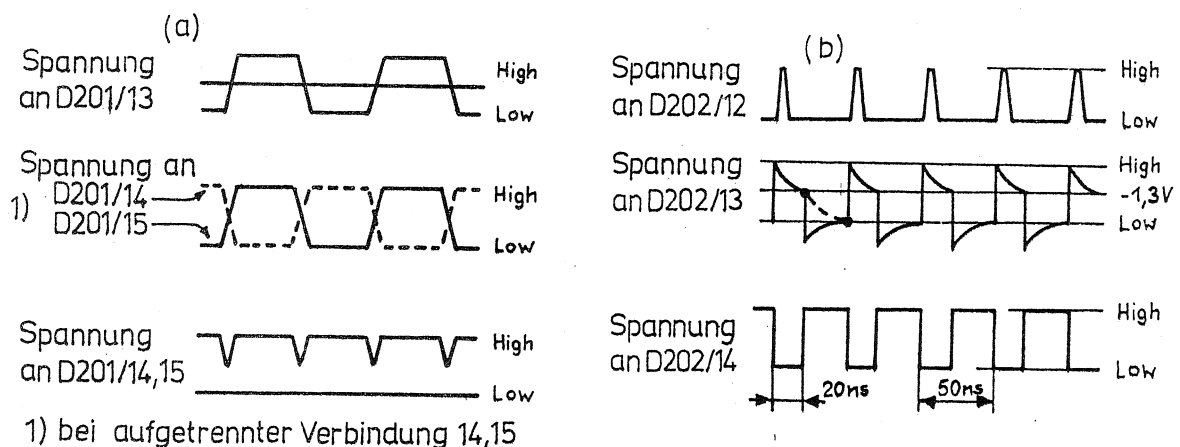 (a)
Spannung
an D201/13
High
Low
Spannung an
1) D201/14
D201/15
High
Low
Spannung
an D201/14,15
High
Low
1) bei aufgetrennter Verbindung 14,15
(b)
Spannung
an D202/12
High
Low
Spannung
an D202/13
High
-1,3V
Low
Spannung
an D202/14
High
Low
20ns
50ns